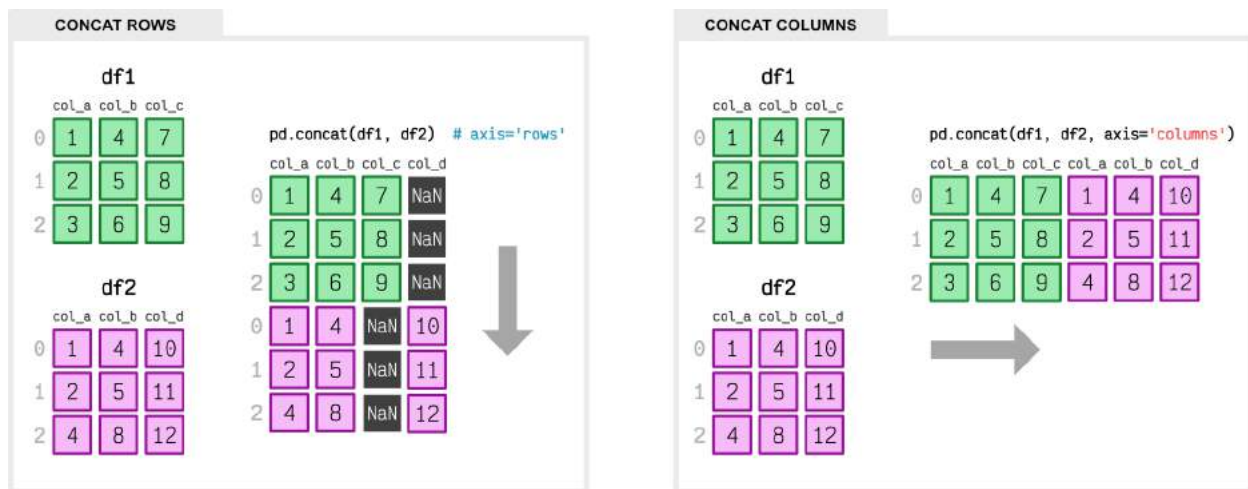 CONCAT ROWS
df1
col_a col_b col_c
0 1 4 7
1 2 5 8
2 3 6 9
df2
col_a col_b col_d
0 1 4 10
1 2 5 11
2 4 8 12
pd.concat(df1, df2) # axis='rows'
col_a col_b col_c col_d
0 1 4 7 NaN
1 2 5 8 NaN
2 3 6 9 NaN
0 1 4 NaN 10
1 2 5 NaN 11
2 4 8 NaN 12
CONCAT COLUMNS
df1
col_a col_b col_c
0 1 4 7
1 2 5 8
2 3 6 9
df2
col_a col_b col_d
0 1 4 10
1 2 5 11
2 4 8 12
pd.concat(df1, df2, axis='columns')
col_a col_b col_c col_a col_b col_d
0 1 4 7 1 4 10
1 2 5 8 2 5 11
2 3 6 9 4 8 12